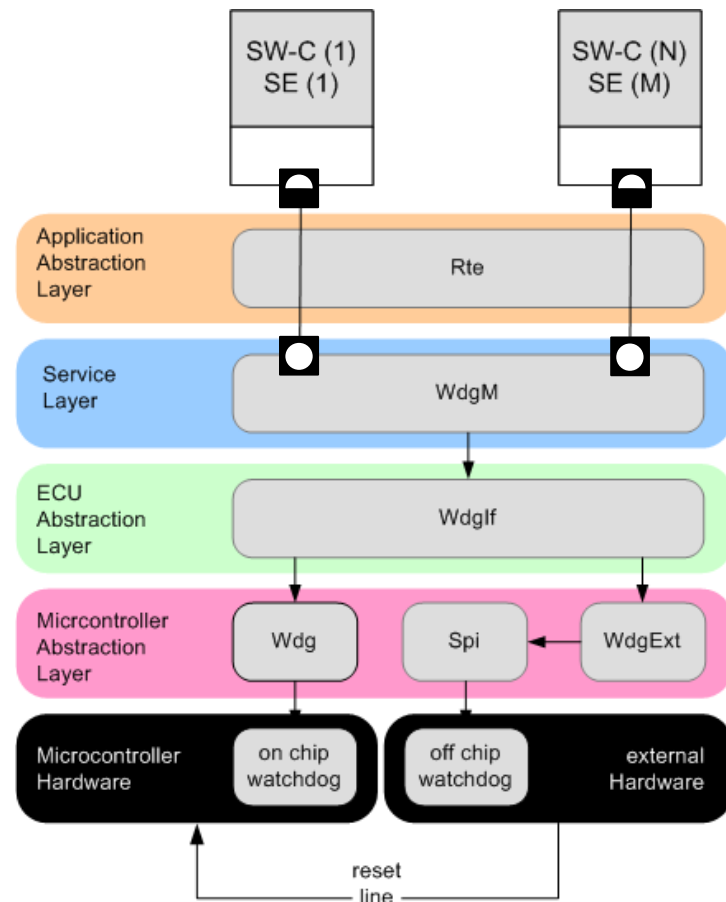 SW-C (1)
SE (1)
SW-C (N)
SE (M)
Application
Abstraction
Layer
Rte
Service
Layer
WdgM
ECU
Abstraction
Layer
WdgIf
Micrcontroller
Abstraction
Layer
Wdg
Spi
WdgExt
Microcontroller
Hardware
on chip
watchdog
off chip
watchdog
external
Hardware
reset
line